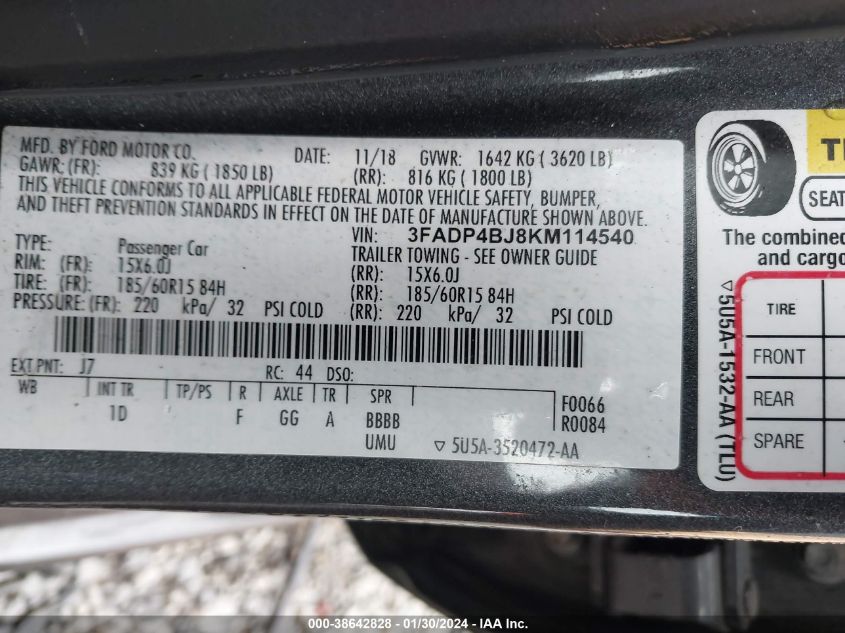 MFD. BY FORD MOTOR CO.
DATE: 11/18 GVWR: 1642 KG ( 3620 LB)
GAWR: (FR): 839 KG ( 1850 LB) (RR): 816 KG ( 1800 LB)
THIS VEHICLE CONFORMS TO ALL APPLICABLE FEDERAL MOTOR VEHICLE SAFETY, BUMPER,
AND THEFT PREVENTION STANDARDS IN EFFECT ON THE DATE OF MANUFACTURE SHOWN ABOVE.
VIN: 3FADP4BJ8KM114540
TYPE: Passenger Car TRAILER TOWING - SEE OWNER GUIDE
RIM: (FR): 15X6.0J (RR): 15X6.0J
TIRE: (FR): 185/60R15 84H (RR): 185/60R15 84H
PRESSURE: (FR): 220 kPa/ 32 PSI COLD (RR): 220 kPa/ 32 PSI COLD
EXT PNT: J7 RC: 44 DSO:
WB INT TR TP/PS R AXLE TR SPR
1D F GG A BBBB
UMU
F0066
R0084
▽ 5U5A-3520472-AA
SEAT
The combined
and cargo
▽5U5A-1532-AA (TLU)
TIRE
FRONT
REAR
SPARE
000-38642828 - 01/30/2024 - IAA Inc.